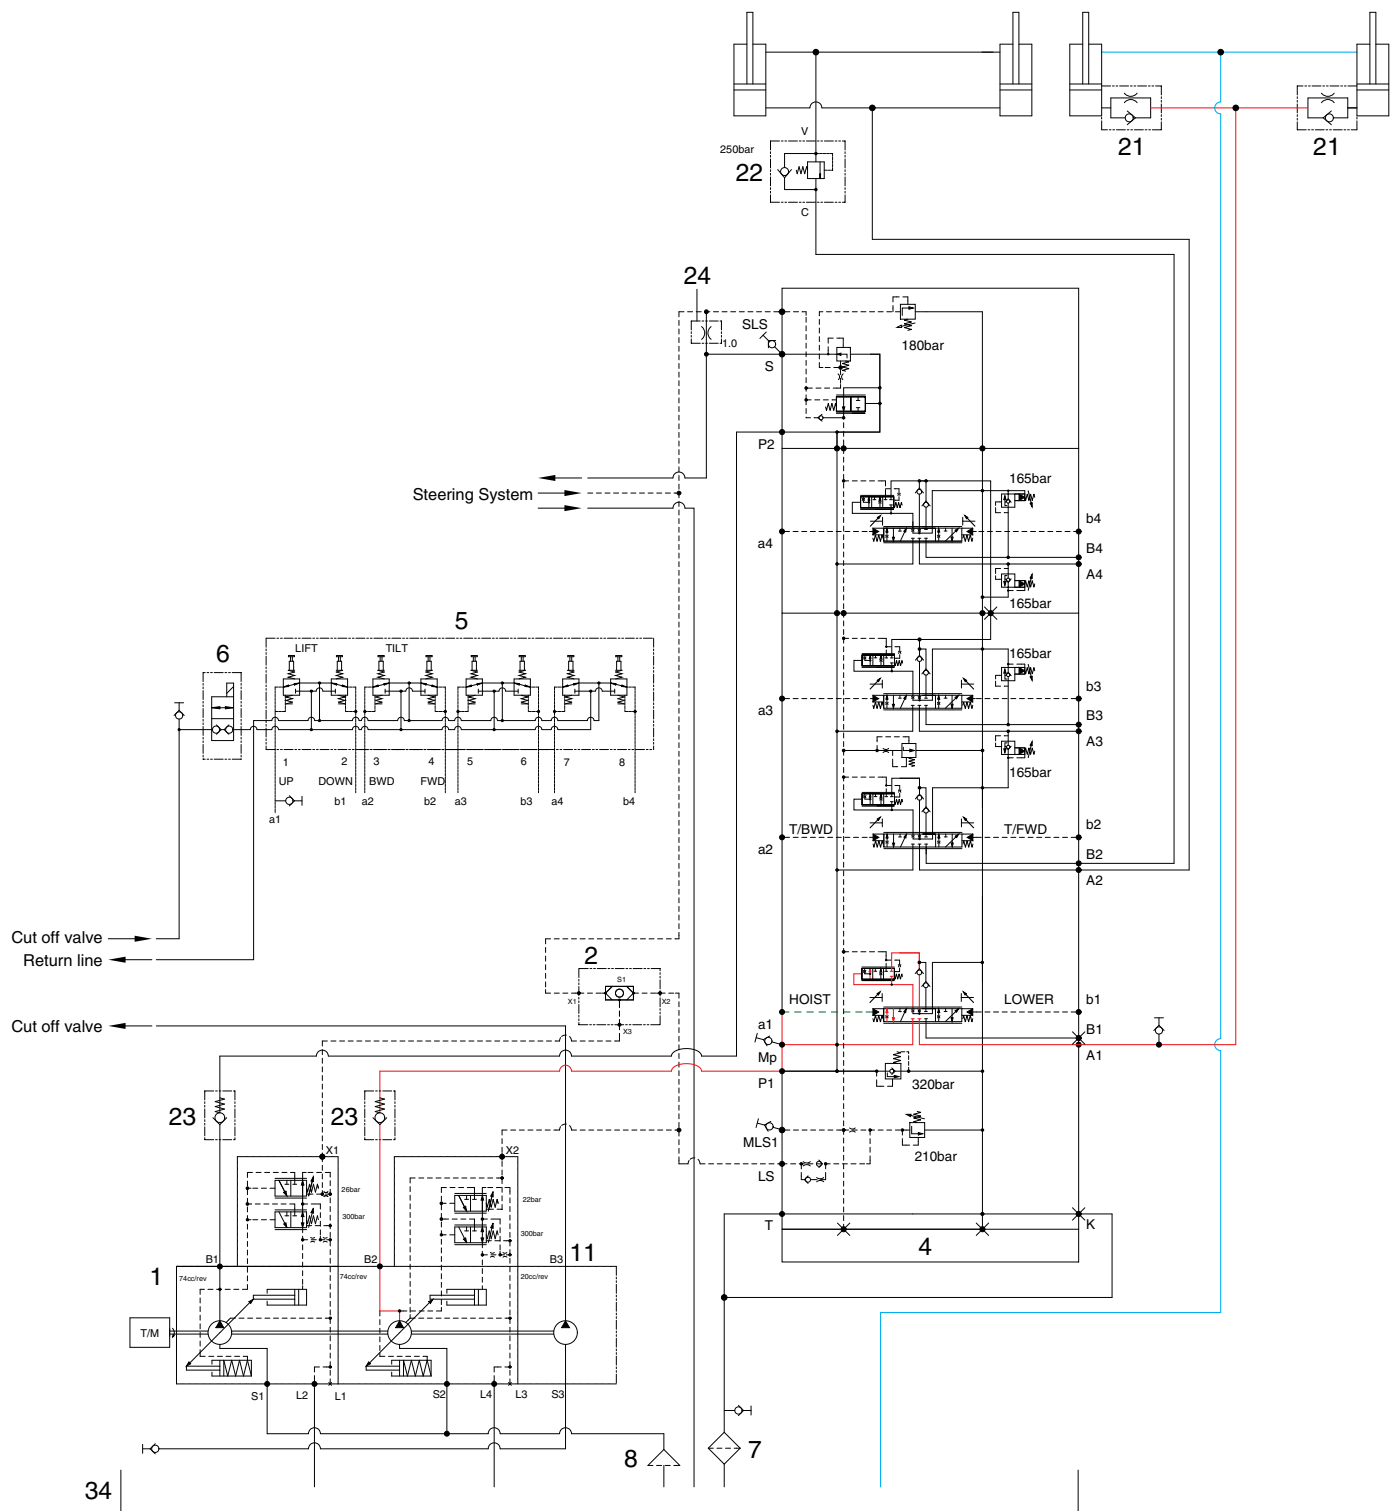 21
21
V
250bar
22
C
24
SLS
1.0
S
180bar
P2
Steering System
165bar
b4
a4
B4
A4
165bar
5
6
LIFT
TILT
165bar
b3
a3
B3
A3
165bar
1
2
3
4
5
6
7
8
UP
DOWN
BWD
FWD
a1
b1
a2
b2
a3
b3
a4
b4
T/BWD
T/FWD
b2
a2
B2
A2
Cut off valve
Return line
2
S1
X1
X2
X3
HOIST
LOWER
b1
Cut off valve
a1
B1
Mp
A1
P1
320bar
23
23
MLS1
210bar
X1
X2
LS
26bar
22bar
300bar
300bar
T
K
4
B1
B2
B3
11
1
74cc/rev
74cc/rev
20cc/rev
T/M
S1
L2
L1
S2
L4
L3
S3
8
7
34